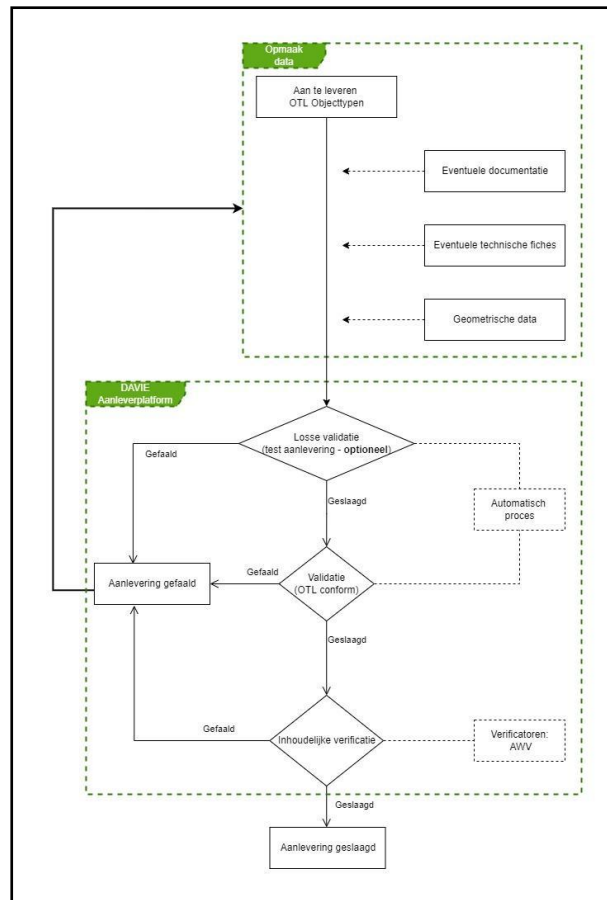 Opmaak
data
Aan te leveren
OTL Objecttypen
Eventuele documentatie
Eventuele technische fiches
Geometrische data
DAVIE
Aanleverplatform
Losse validatie
(test aanlevering - optioneel)
Gefaald
Geslaagd
Automatisch
proces
Aanlevering gefaald
Gefaald
Validatie
(OTL conform)
Geslaagd
Gefaald
Inhoudelijke verificatie
Verificatoren:
AWV
Geslaagd
Aanlevering geslaagd